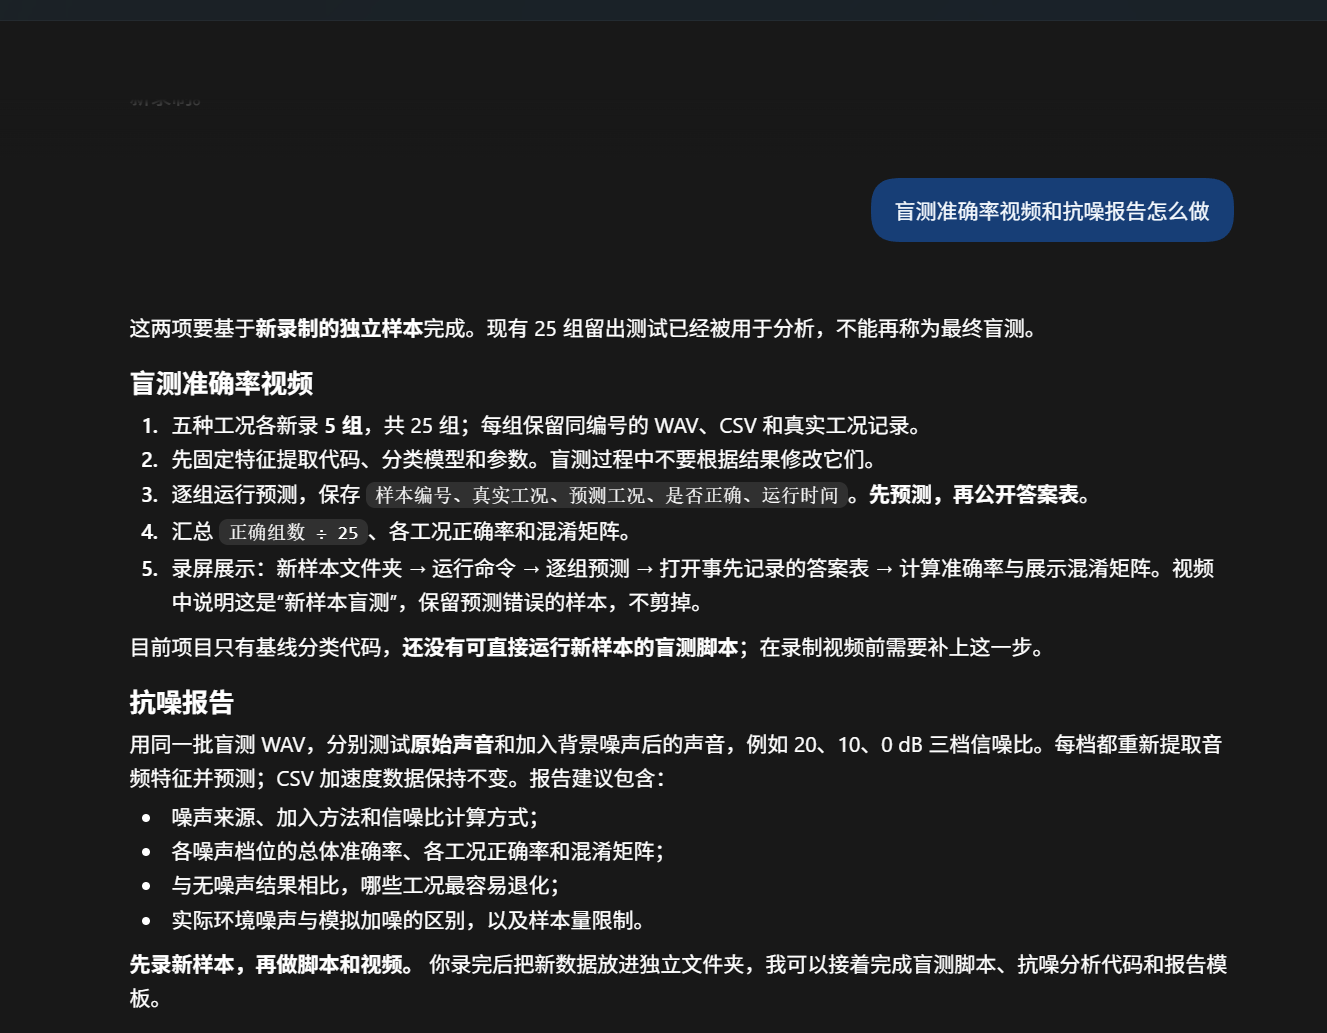 盲测准确率视频和抗噪报告怎么做
这两项要基于新录制的独立样本完成。现有 25 组留出测试已经被用于分析，不能再称为最终盲测。
盲测准确率视频
1. 五种工况各新录 5 组，共 25 组；每组保留同编号的 WAV、CSV 和真实工况记录。
2. 先固定特征提取代码、分类模型和参数。盲测过程中不要根据结果修改它们。
3. 逐组运行预测，保存 样本编号、真实工况、预测工况、是否正确、运行时间 。先预测，再公开答案表。
4. 汇总 正确组数 ÷ 25 、各工况正确率和混淆矩阵。
5. 录屏展示：新样本文件夹 → 运行命令 → 逐组预测 → 打开事先记录的答案表 → 计算准确率与展示混淆矩阵。视频
中说明这是“新样本盲测”，保留预测错误的样本，不剪掉。
目前项目只有基线分类代码，还没有可直接运行新样本的盲测脚本；在录制视频前需要补上这一步。
抗噪报告
用同一批盲测 WAV，分别测试原始声音和加入背景噪声后的声音，例如 20、10、0 dB 三档信噪比。每档都重新提取音
频特征并预测；CSV 加速度数据保持不变。报告建议包含：
• 噪声来源、加入方法和信噪比计算方式；
• 各噪声档位的总体准确率、各工况正确率和混淆矩阵；
• 与无噪声结果相比，哪些工况最容易退化；
• 实际环境噪声与模拟加噪的区别，以及样本量限制。
先录新样本，再做脚本和视频。 你录完后把新数据放进独立文件夹，我可以接着完成盲测脚本、抗噪分析代码和报告模
板。